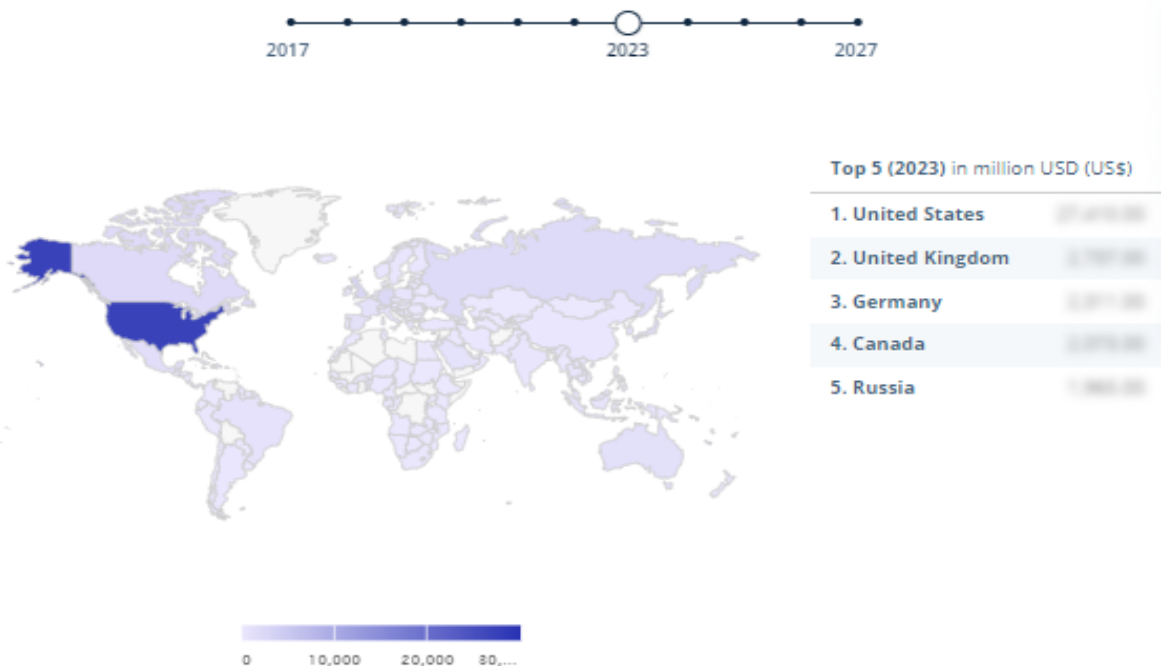 2017 2023 2027
Top 5 (2023) in million USD (US$)
1. United States
2. United Kingdom
3. Germany
4. Canada
5. Russia
0 10,000 20,000 30,...